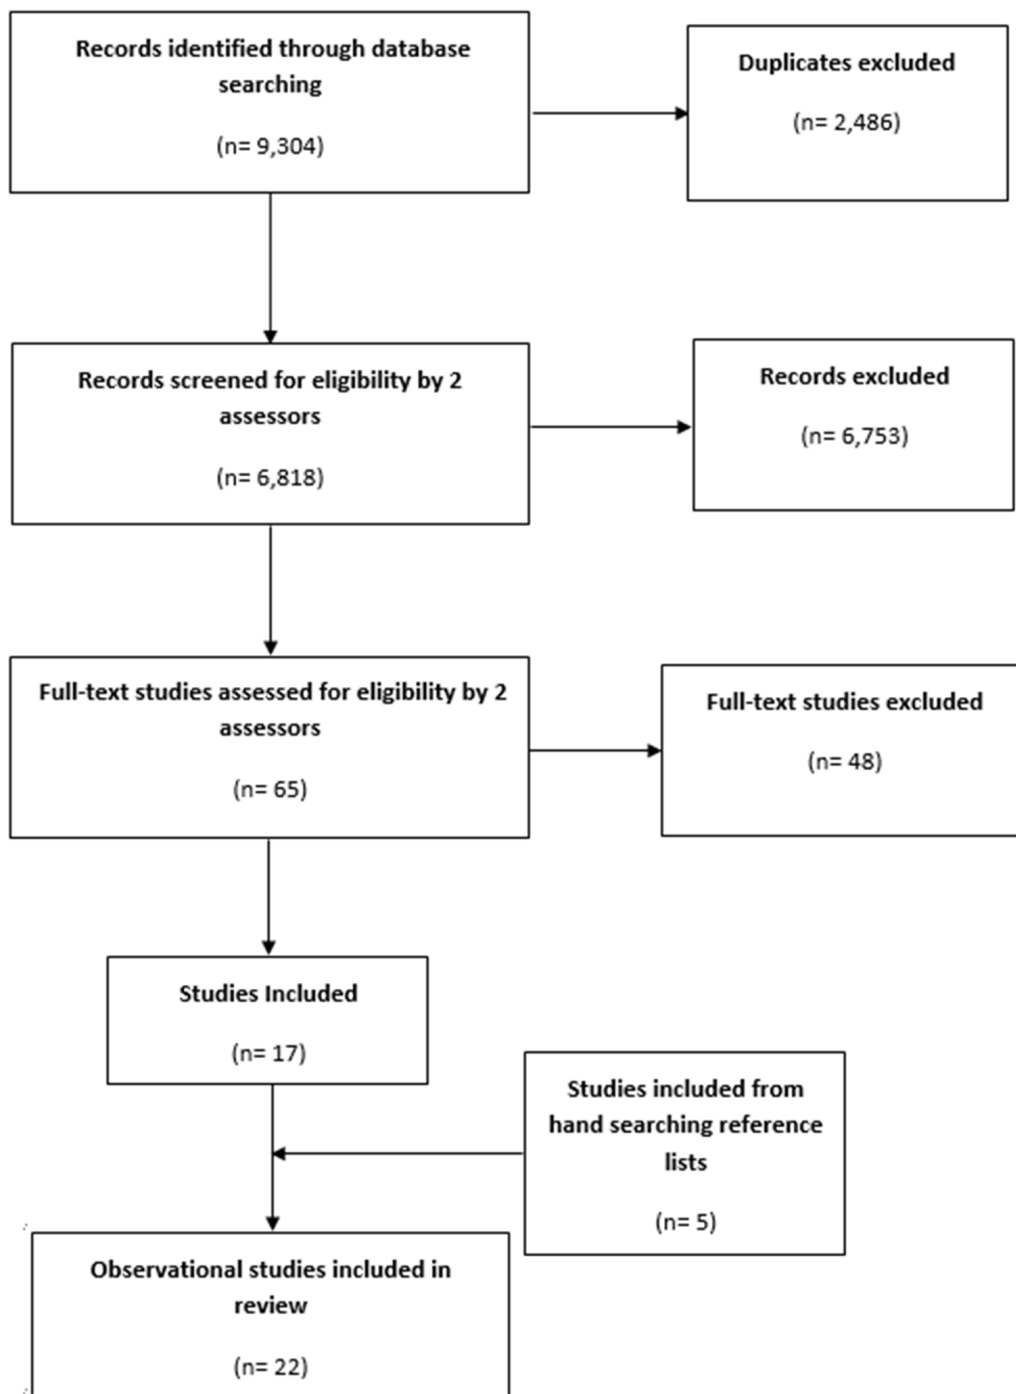 Records identified through database
searching
(n= 9,304)
Duplicates excluded
(n= 2,486)
Records screened for eligibility by 2
assessors
(n= 6,818)
Records excluded
(n= 6,753)
Full-text studies assessed for eligibility by 2
assessors
(n= 65)
Full-text studies excluded
(n= 48)
Studies Included
(n= 17)
Studies included from
hand searching reference
lists
(n= 5)
Observational studies included in
review
(n= 22)